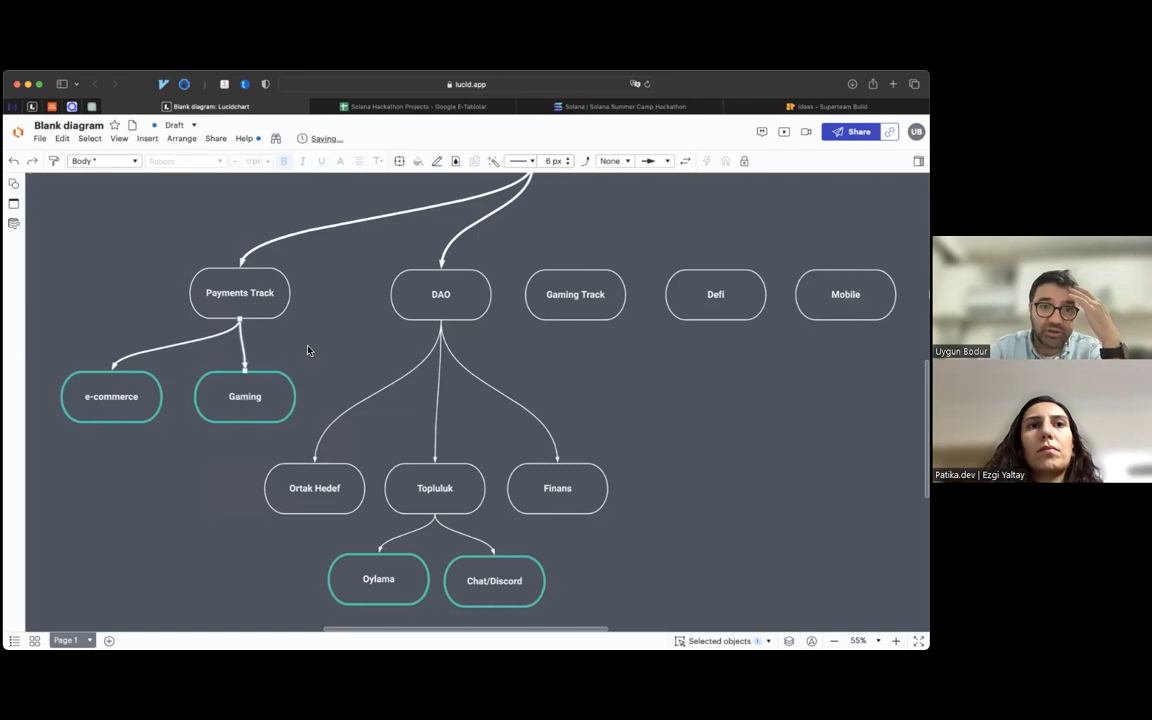 lucid.app
Blank diagram: Lucidchart
Solana Hackathon Projects - Google E-Tablolar
Solana | Solana Summer Camp Hackathon
Ideas - Superteam Build
Blank diagram
Draft
File Edit Select View Insert Arrange Share Help
Saving...
Share
UB
Body *
Roboto
6 px
None
Payments Track
DAO
Gaming Track
Defi
Mobile
e-commerce
Gaming
Ortak Hedef
Topluluk
Finans
Oylama
Chat/Discord
Uygun Bodur
Patika.dev | Ezgi Yaltay
Page 1
Selected objects
1
55%